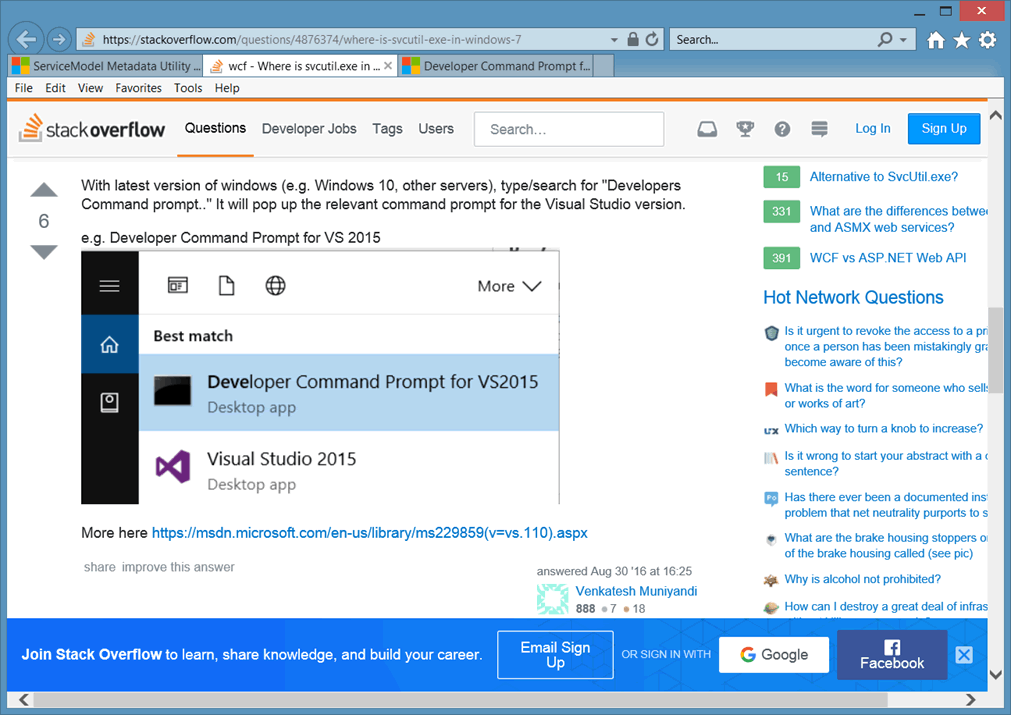 https://stackoverflow.com/questions/4876374/where-is-svcutil-exe-in-windows-7
Search...
ServiceModel Metadata Utility ...
wcf - Where is svcutil.exe in ...
Developer Command Prompt f...
File Edit View Favorites Tools Help
stackoverflow
Questions Developer Jobs Tags Users
Search...
Log In
Sign Up
6
With latest version of windows (e.g. Windows 10, other servers), type/search for "Developers
Command prompt.." It will pop up the relevant command prompt for the Visual Studio version.
e.g. Developer Command Prompt for VS 2015
More
Best match
Developer Command Prompt for VS2015
Desktop app
Visual Studio 2015
Desktop app
More here https://msdn.microsoft.com/en-us/library/ms229859(v=vs.110).aspx
share improve this answer
answered Aug 30 '16 at 16:25
Venkatesh Muniyandi
888 ●7 ●18
15 Alternative to SvcUtil.exe?
331 What are the differences betwe
and ASMX web services?
391 WCF vs ASP.NET Web API
Hot Network Questions
Is it urgent to revoke the access to a pr
once a person has been mistakingly gra
become aware of this?
What is the word for someone who sells
or works of art?
Which way to turn a knob to increase?
Is it wrong to start your abstract with a
sentence?
Has there ever been a documented inst
problem that net neutrality purports to s
What are the brake housing stoppers o
of the brake housing called (see pic)
Why is alcohol not prohibited?
How can I destroy a great deal of infras
Join Stack Overflow to learn, share knowledge, and build your career.
Email Sign
Up
OR SIGN IN WITH
Google
Facebook